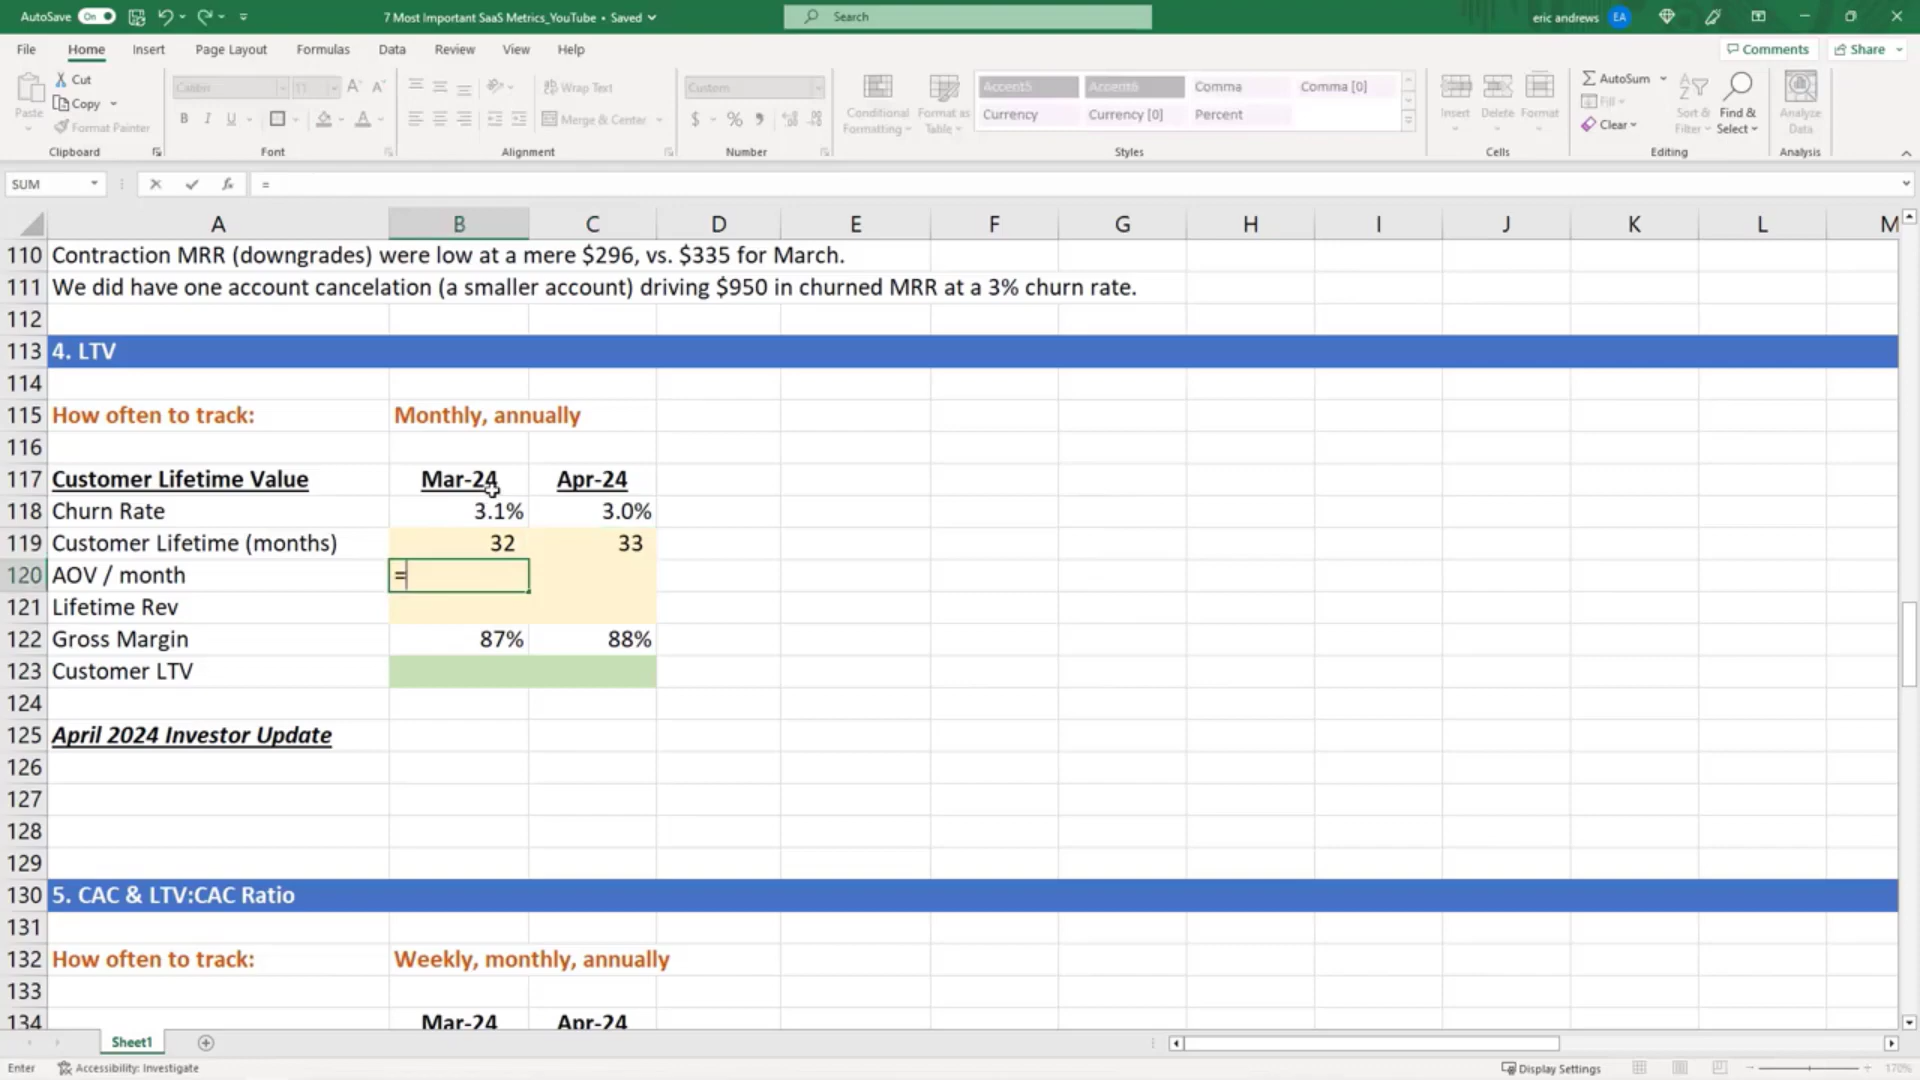 AutoSave On 7 Most Important SaaS Metrics_YouTube • Saved Search eric andrews EA
File Home Insert Page Layout Formulas Data Review View Help Comments Share
Paste Cut Copy Format Painter Clipboard
Calibri 11 B I U Font
Wrap Text Merge & Center Alignment
Custom $ % Number
Conditional Formatting Format as Table
Accent5 Accent6 Comma Comma [0]
Currency Currency [0] Percent
Styles
Insert Delete Format Cells
AutoSum Fill Clear Sort & Filter Find & Select Editing
Analyze Data Analysis
SUM fx =
A B C D E F G H I J K L M
110 Contraction MRR (downgrades) were low at a mere $296, vs. $335 for March.
111 We did have one account cancelation (a smaller account) driving $950 in churned MRR at a 3% churn rate.
112
113 4. LTV
114
115 How often to track: Monthly, annually
116
117 Customer Lifetime Value Mar-24 Apr-24
118 Churn Rate 3.1% 3.0%
119 Customer Lifetime (months) 32 33
120 AOV / month =
121 Lifetime Rev
122 Gross Margin 87% 88%
123 Customer LTV
124
125 April 2024 Investor Update
126
127
128
129
130 5. CAC & LTV:CAC Ratio
131
132 How often to track: Weekly, monthly, annually
133
134 Mar-24 Apr-24
Sheet1
Enter Accessibility: Investigate Display Settings 170%